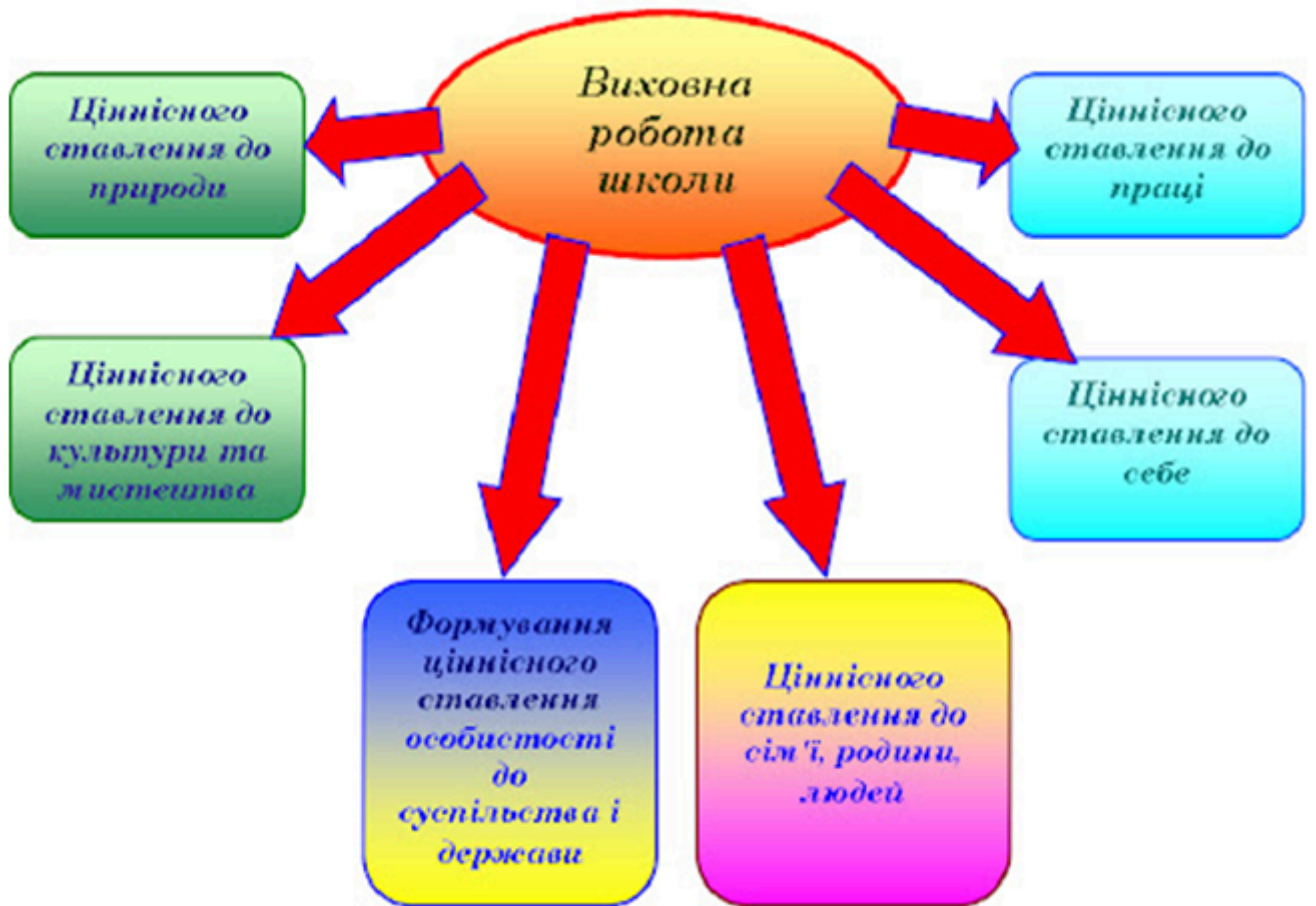 Виховна
робота
школи
Ціннісного
ставлення до
природи
Ціннісного
ставлення до
праці
Ціннісного
ставлення до
культури та
мистештва
Ціннісного
ставлення до
себе
Формування
ціннісного
ставлення
особистості
до
суспільства і
держави
Ціннісного
ставлення до
сім'ї, родини,
людей